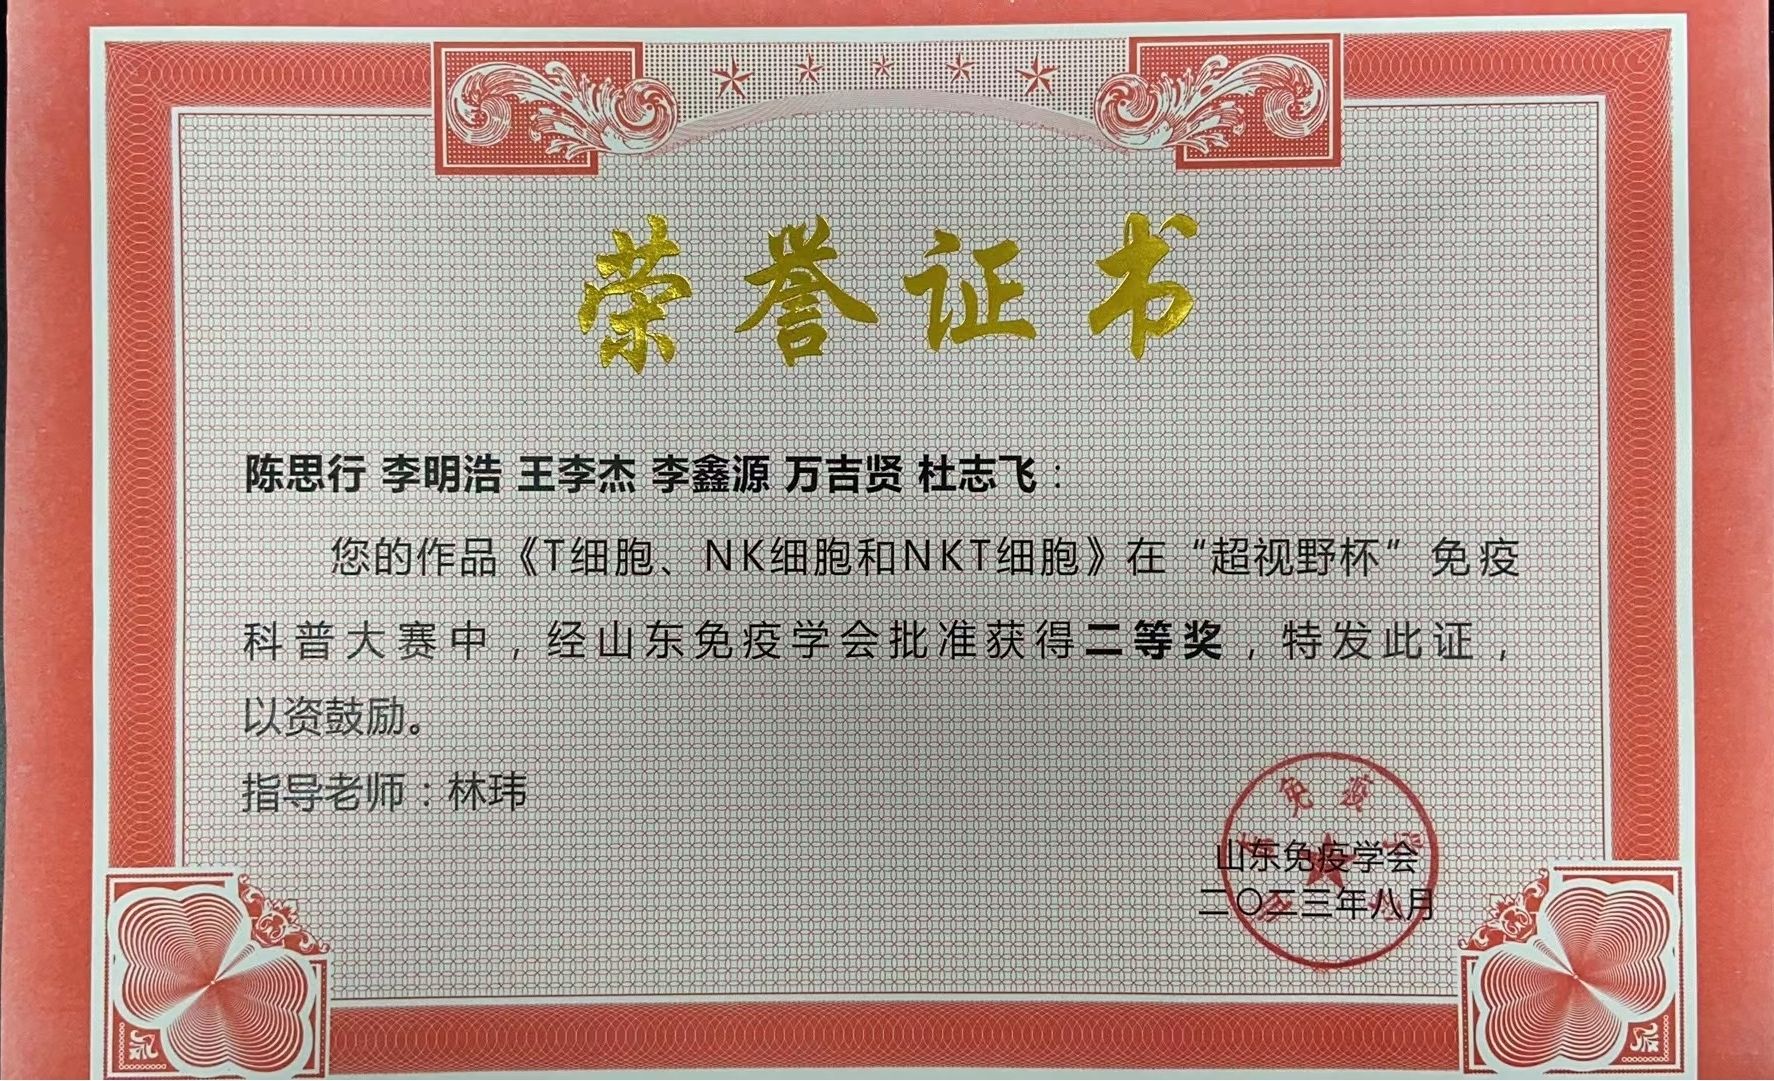 荣誉证书
陈思行 李明浩 王李杰 李鑫源 万吉贤 杜志飞：
您的作品《T细胞、NK细胞和NKT细胞》在“超视野杯”免疫
科普大赛中，经山东免疫学会批准获得二等奖，特发此证，
以资鼓励。
指导老师：林玮
免疫
山东免疫学会
二〇二三年八月